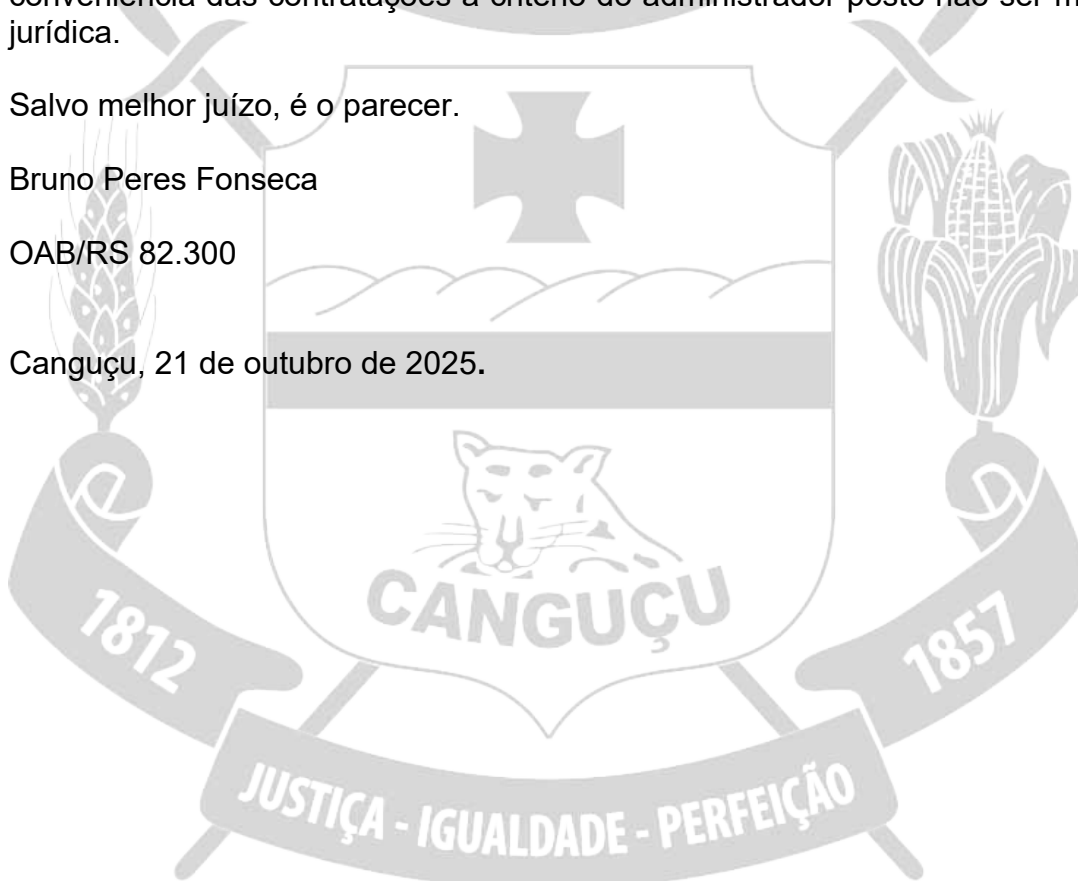 conveniência das contratações a critério do administrador posto não ser
jurídica.
Salvo melhor juízo, é o parecer.
Bruno Peres Fonseca
OAB/RS 82.300
Canguçu, 21 de outubro de 2025.
CANGUÇU
1812
1857
JUSTIÇA - IGUALDADE - PERFEIÇÃO